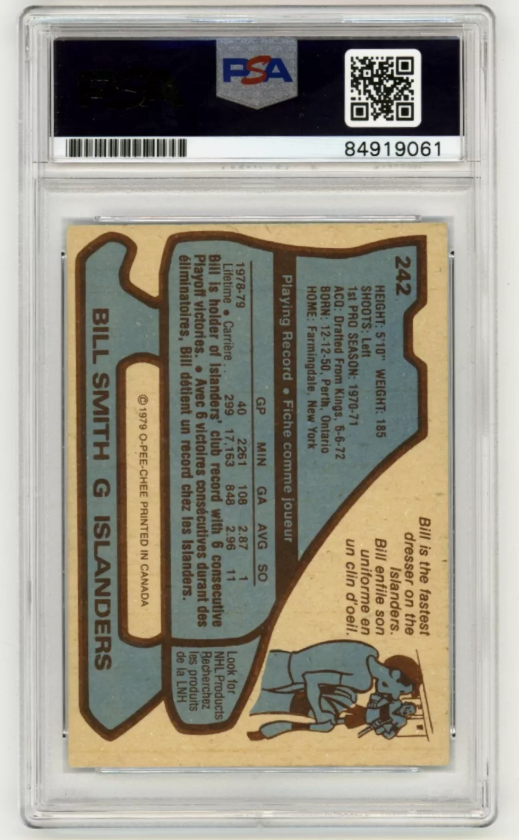 PSA
84919061
242
HEIGHT: 5'10" WEIGHT: 185
SHOOTS: Left
1st PRO SEASON: 1970-71
ACQ: Drafted From Kings, 6-6-72
BORN: 12-12-50, Perth, Ontario
HOME: Farmingdale, New York
Bill is the fastest
dresser on the
Islanders.
Bill enfile son
uniforme en
un clin d'oeil.
Playing Record • Fiche comme joueur
GP MIN GA AVG SO
1978-79 40 2261 108 2.87 1
Lifetime • Carrière 299 17,163 848 2.96 11
Bill is holder of Islanders' club record with 6 consecutive
Playoff victories. • Avec 6 victoires consécutives durant des
éliminatoires, Bill détient un record chez les Islanders.
Look for
NHL Products
Recherchez
les produits
de la LNH
© 1979 O-PEE-CHEE PRINTED IN CANADA
BILL SMITH G ISLANDERS